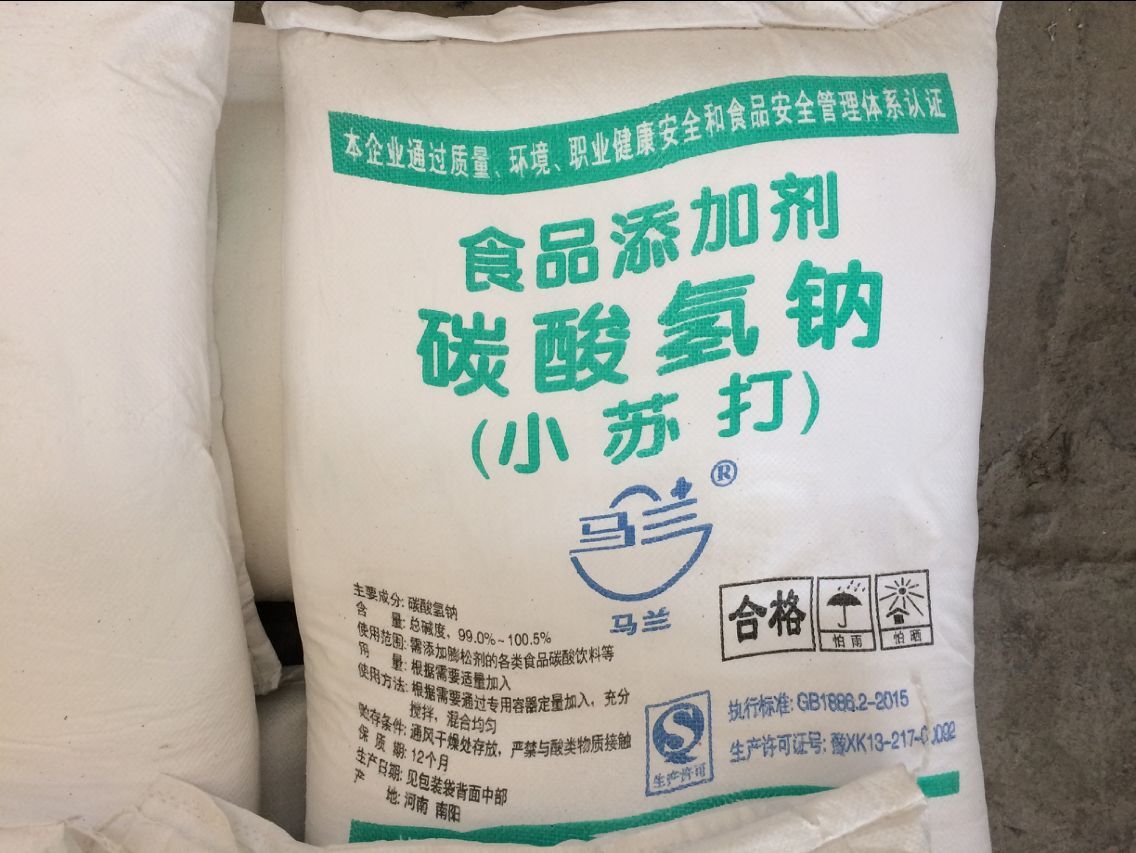 本企业通过质量、环境、职业健康安全和食品安全管理体系认证
食品添加剂
碳酸氢钠
(小苏打)
®
马兰
马兰
主要成分: 碳酸氢钠
含 量: 总碱度, 99.0%~100.5%
使用范围: 需添加膨松剂的各类食品碳酸饮料等
用 量: 根据需要适量加入
使用方法: 根据需要通过专用容器定量加入, 充分
搅拌, 混合均匀
贮存条件: 通风干燥处存放, 严禁与酸类物质接触
保 质 期: 12个月
生产日期: 见包装袋背面中部
产 地: 河南 南阳
合格
怕雨
怕晒
生产许可
执行标准: GB1886.2-2015
生产许可证号: 豫XK13-217-